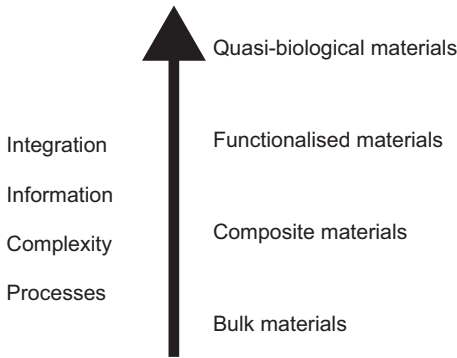 Quasi-biological materials
Functionalised materials
Integration
Information
Composite materials
Complexity
Processes
Bulk materials